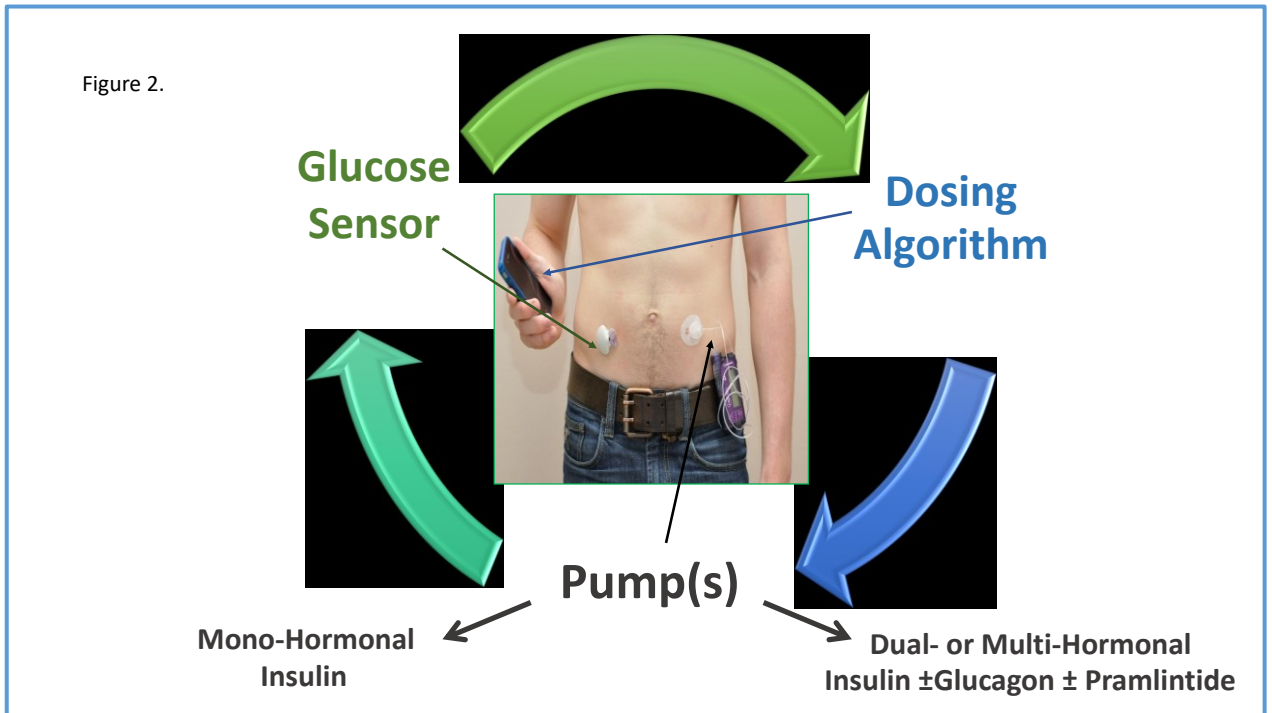 Figure 2.
Glucose
Sensor
Dosing
Algorithm
Pump(s)
Mono-Hormonal
Insulin
Dual- or Multi-Hormonal
Insulin ±Glucagon ± Pramlintide